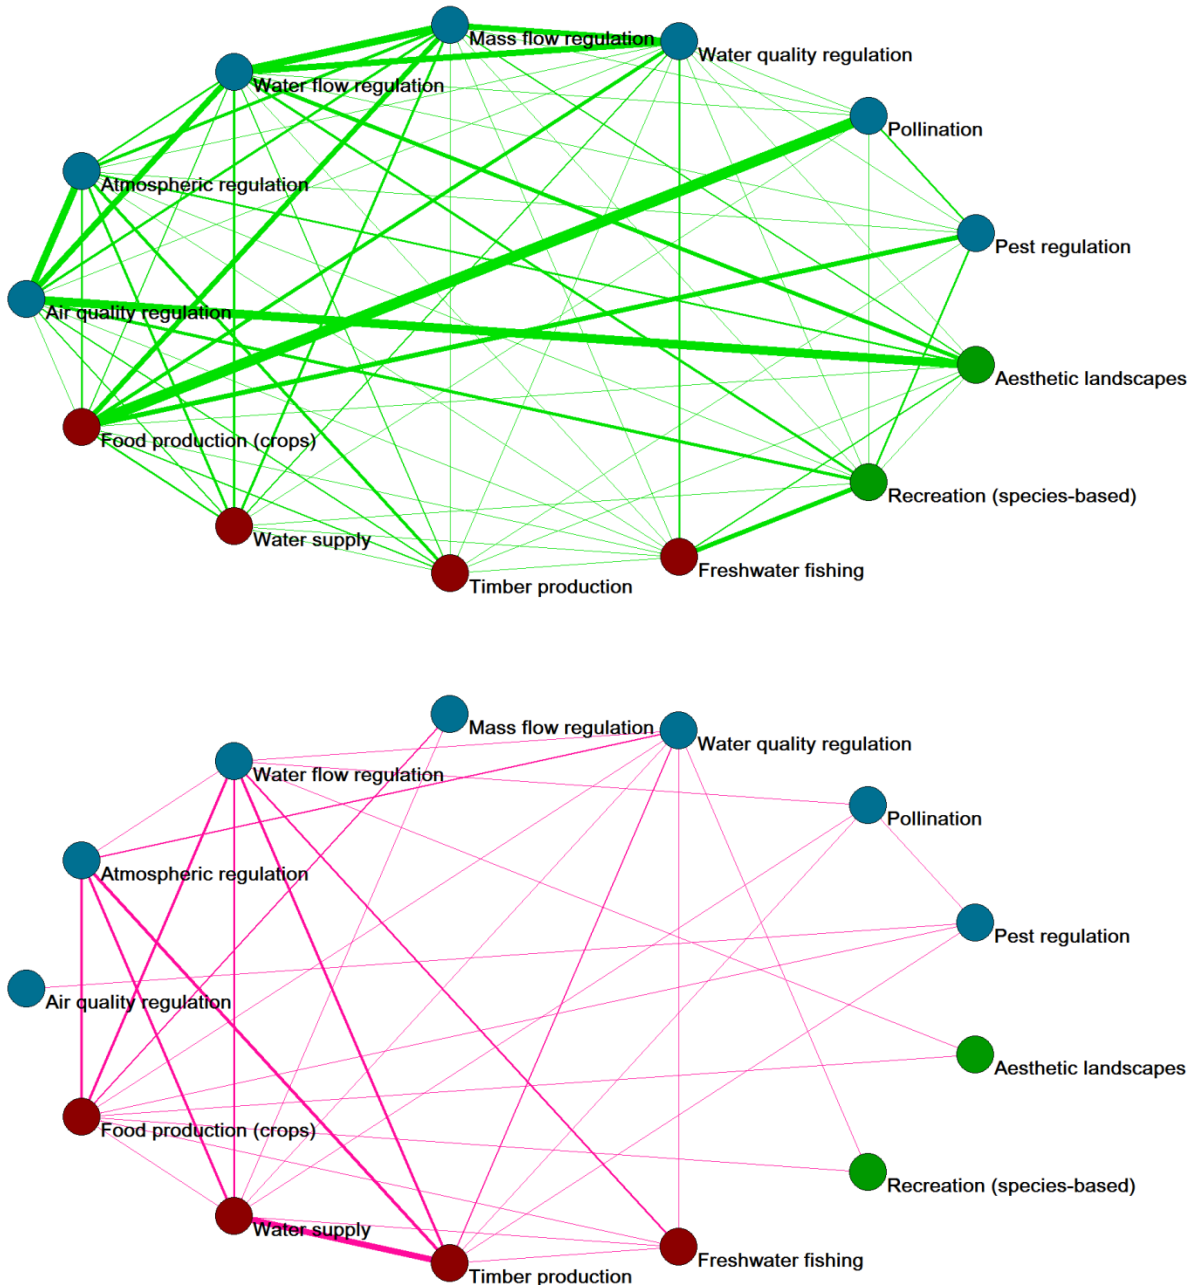 Mass flow regulation
Water quality regulation
Water flow regulation
Pollination
Atmospheric regulation
Pest regulation
Air quality regulation
Aesthetic landscapes
Food production (crops)
Recreation (species-based)
Water supply
Freshwater fishing
Timber production
Mass flow regulation
Water quality regulation
Water flow regulation
Pollination
Atmospheric regulation
Pest regulation
Air quality regulation
Aesthetic landscapes
Food production (crops)
Recreation (species-based)
Water supply
Freshwater fishing
Timber production